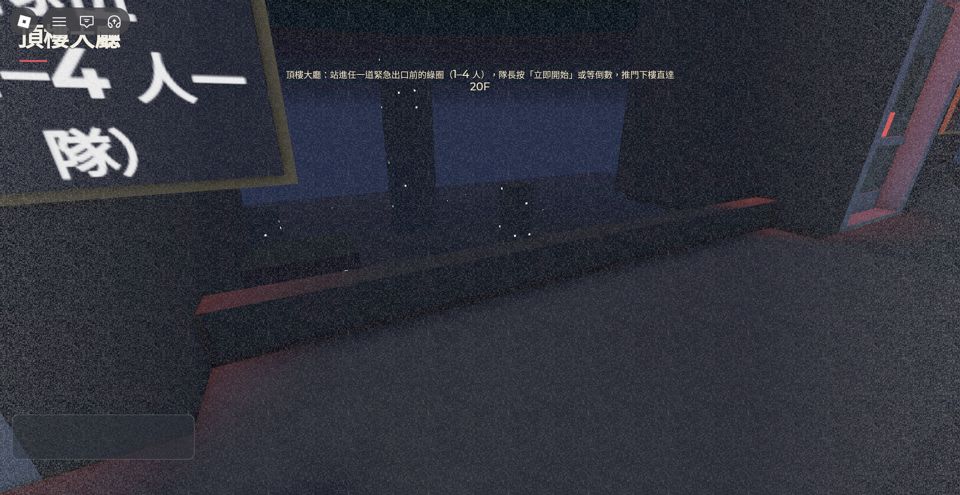 頂樓大廳
頂樓大廳：站進任一道緊急出口前的綠圈（1–4 人），隊長按「立即開始」或等倒數，推門下樓直達
20F
–4 人一
隊）